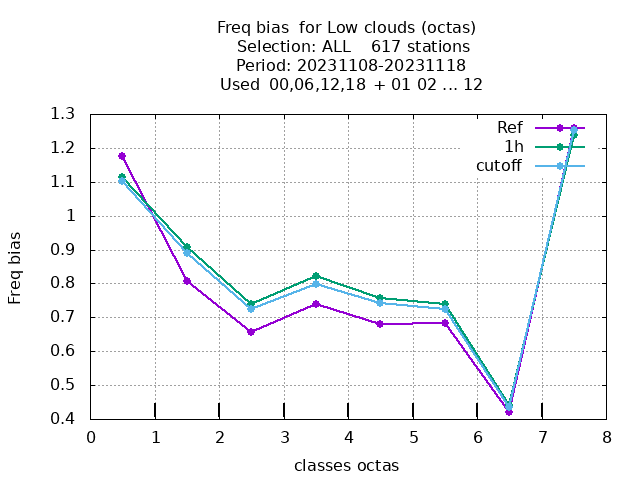 Freq bias  for Low clouds (octas)
Selection: ALL    617 stations
Period: 20231108-20231118
Used  00,06,12,18  + 01 02 ... 12
1.3
1.2
1.1
1
0.9
0.8
0.7
0.6
0.5
0.4
Freq bias
Ref
1h
cutoff
0 1 2 3 4 5 6 7 8
classes octas